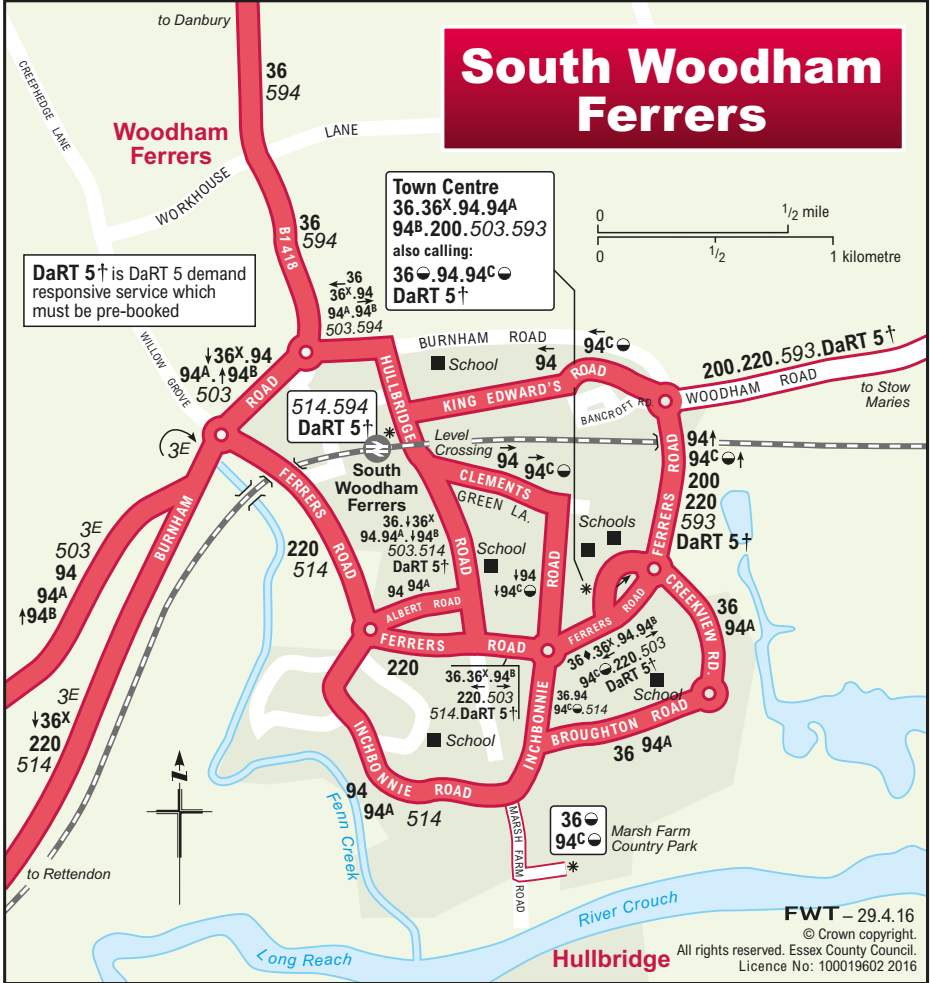 to Danbury
South Woodham
Ferrers
CREEPHEDGE LANE
36
594
Woodham
Ferrers
WORKHOUSE
LANE
B1418
36
594
Town Centre
36.36ˣ.94.94ᴬ
94ᴮ.200.503.593
also calling:
36◒.94.94ꟲ◒
DaRT 5†
0
1/2 mile
0
1/2
1 kilometre
DaRT 5† is DaRT 5 demand
responsive service which
must be pre-booked
←36
36ˣ.94→
94ᴬ.94ᴮ
503.594
WILLOW GROVE
↓36ˣ.94
94ᴬ.↑94ᴮ
503
BURNHAM ROAD
School
←
94
←
94ꟲ◒
200.220.593.DaRT 5†
WOODHAM ROAD
to Stow
Maries
HULLBRIDGE ROAD
KING EDWARD'S ROAD
BANCROFT RD.
514.594
DaRT 5†
3E
Level
Crossing
→
94
→
94ꟲ◒
South
Woodham
Ferrers
94↑
94ꟲ◒↑
200
220
593
DaRT 5†
FERRERS ROAD
CLEMENTS
GREEN LA.
ROAD
BURNHAM ROAD
FERRERS ROAD
36.↓36ˣ
94.94ᴬ.↓94ᴮ
503.514
DaRT 5†
School
Schools
3E
503
94
94ᴬ
↑94ᴮ
220
514
94 94ᴬ
↓94
↓94ꟲ◒
ALBERT ROAD
FERRERS ROAD
FERRERS ROAD
CREEKVIEW RD.
36
94ᴬ
220
36.36ˣ.94ᴮ
← →
220.503
514.DaRT 5†
36♦.36ˣ.94.94ᴮ
← →
94ꟲ◒.220.503
DaRT 5†
36.94
94ꟲ◒.514
School
3E
↓36ˣ
220
514
School
INCHBONNIE
BROUGHTON ROAD
36 94ᴬ
N
INCHBONNIE ROAD
94
94ᴬ
514
Fenn Creek
MARSH FARM ROAD
36◒
94ꟲ◒
Marsh Farm
Country Park
to Rettendon
River Crouch
Long Reach
Hullbridge
FWT – 29.4.16
© Crown copyright.
All rights reserved. Essex County Council.
Licence No: 100019602 2016